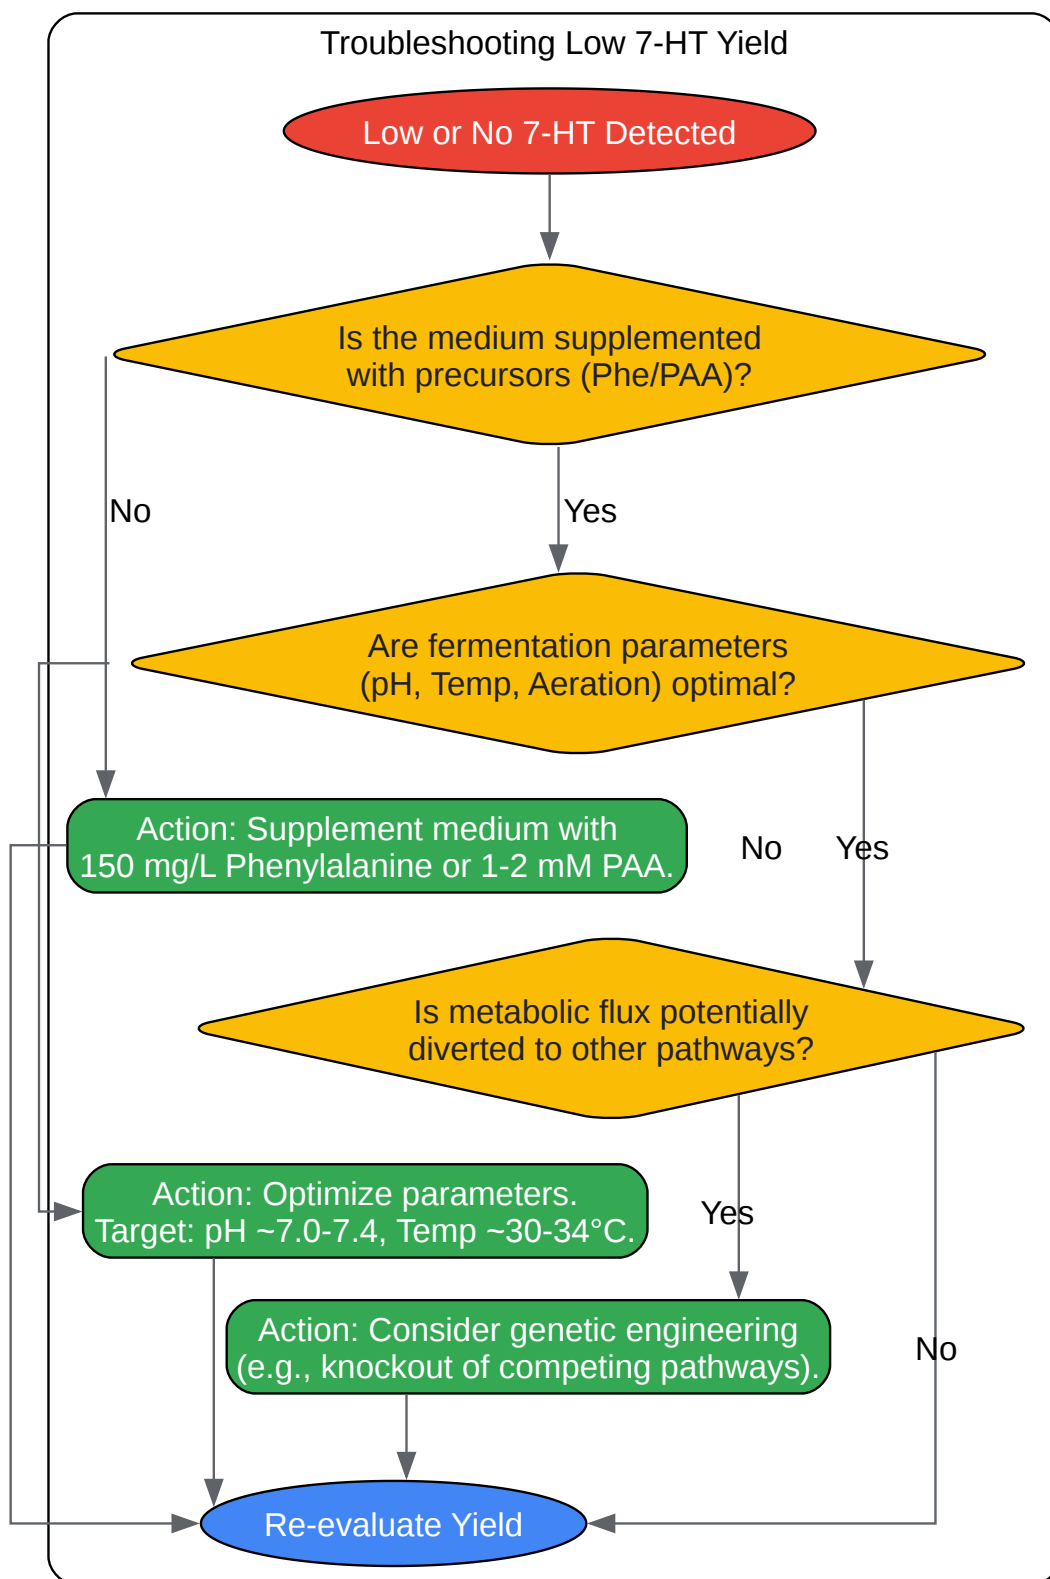 Troubleshooting Low 7-HT Yield
Low or No 7-HT Detected
Is the medium supplemented
with precursors (Phe/PAA)?
No
Yes
Are fermentation parameters
(pH, Temp, Aeration) optimal?
Action: Supplement medium with
150 mg/L Phenylalanine or 1-2 mM PAA.
No
Yes
Is metabolic flux potentially
diverted to other pathways?
Action: Optimize parameters.
Target: pH ~7.0-7.4, Temp ~30-34°C.
Yes
Action: Consider genetic engineering
(e.g., knockout of competing pathways).
No
Re-evaluate Yield